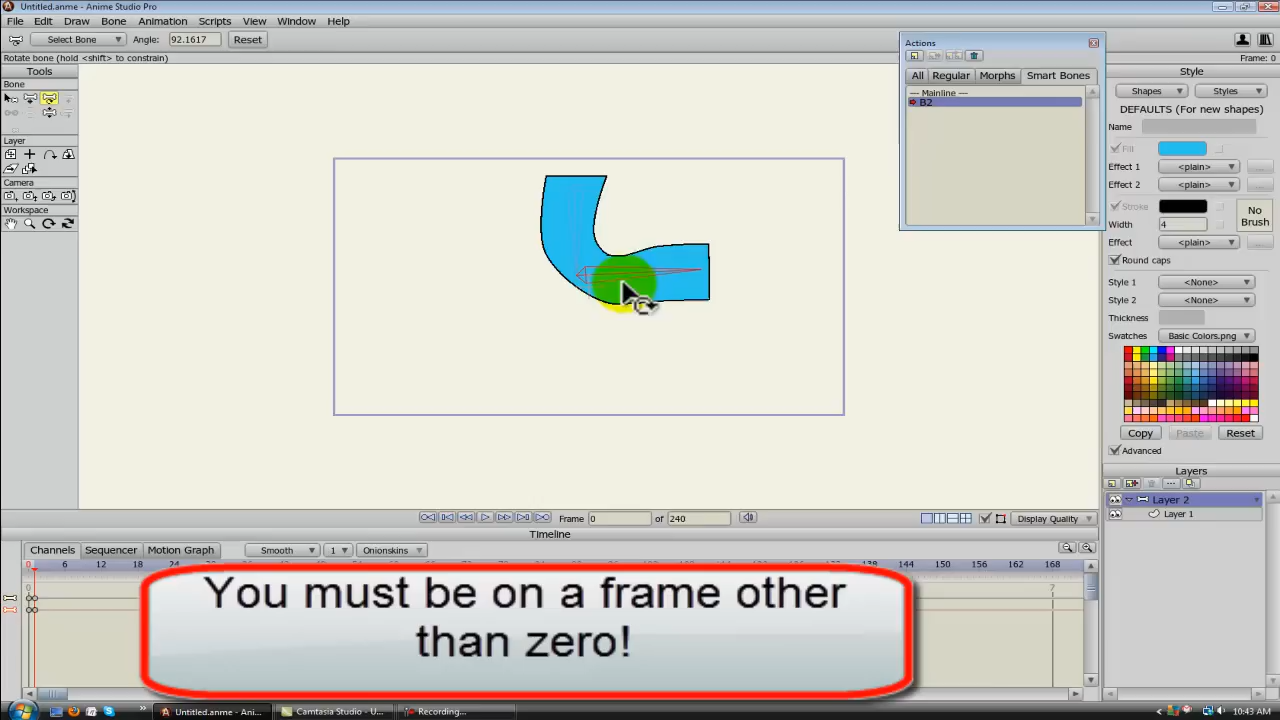 Untitled.anme - Anime Studio Pro
File Edit Draw Bone Animation Scripts View Window Help
Select Bone Angle: 92.1617 Reset
Rotate bone (hold <shift> to constrain) Frame: 0
Tools
Bone
Layer
Camera
Workspace
Actions
All Regular Morphs Smart Bones
--- Mainline ---
B2
Style
Shapes Styles
DEFAULTS (For new shapes)
Name
Fill
Effect 1 <plain>
Effect 2 <plain>
Stroke
Width 4
No Brush
Effect <plain>
Round caps
Style 1 <None>
Style 2 <None>
Thickness
Swatches Basic Colors.png
Copy Paste Reset
Advanced
Layers
Layer 2
Layer 1
Frame 0 of 240 Display Quality
Timeline
Channels Sequencer Motion Graph Smooth 1 Onionskins
0 6 12 18 24 138 144 150 156 162 168
0 7
You must be on a frame other
than zero!
Untitled.anme - Ani... Camtasia Studio - U... Recording... 10:43 AM